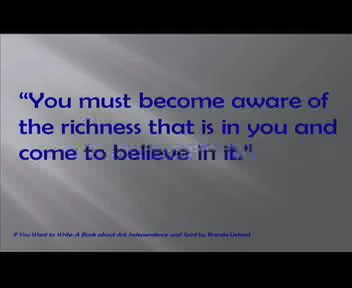 “You must become aware of
the richness that is in you and
come to believe in it."
If You Want to Write: A Book about Art, Independence and Spirit by Brenda Ueland